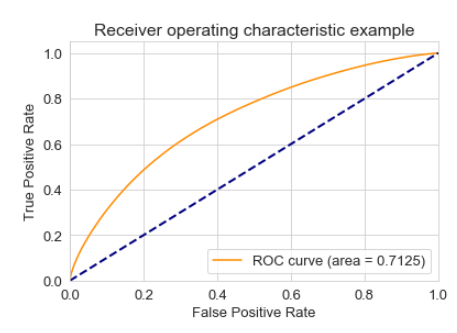 Receiver operating characteristic example
1.0
0.8
0.6
0.4
0.2
0.0
True Positive Rate
ROC curve (area = 0.7125)
0.0 0.2 0.4 0.6 0.8 1.0
False Positive Rate